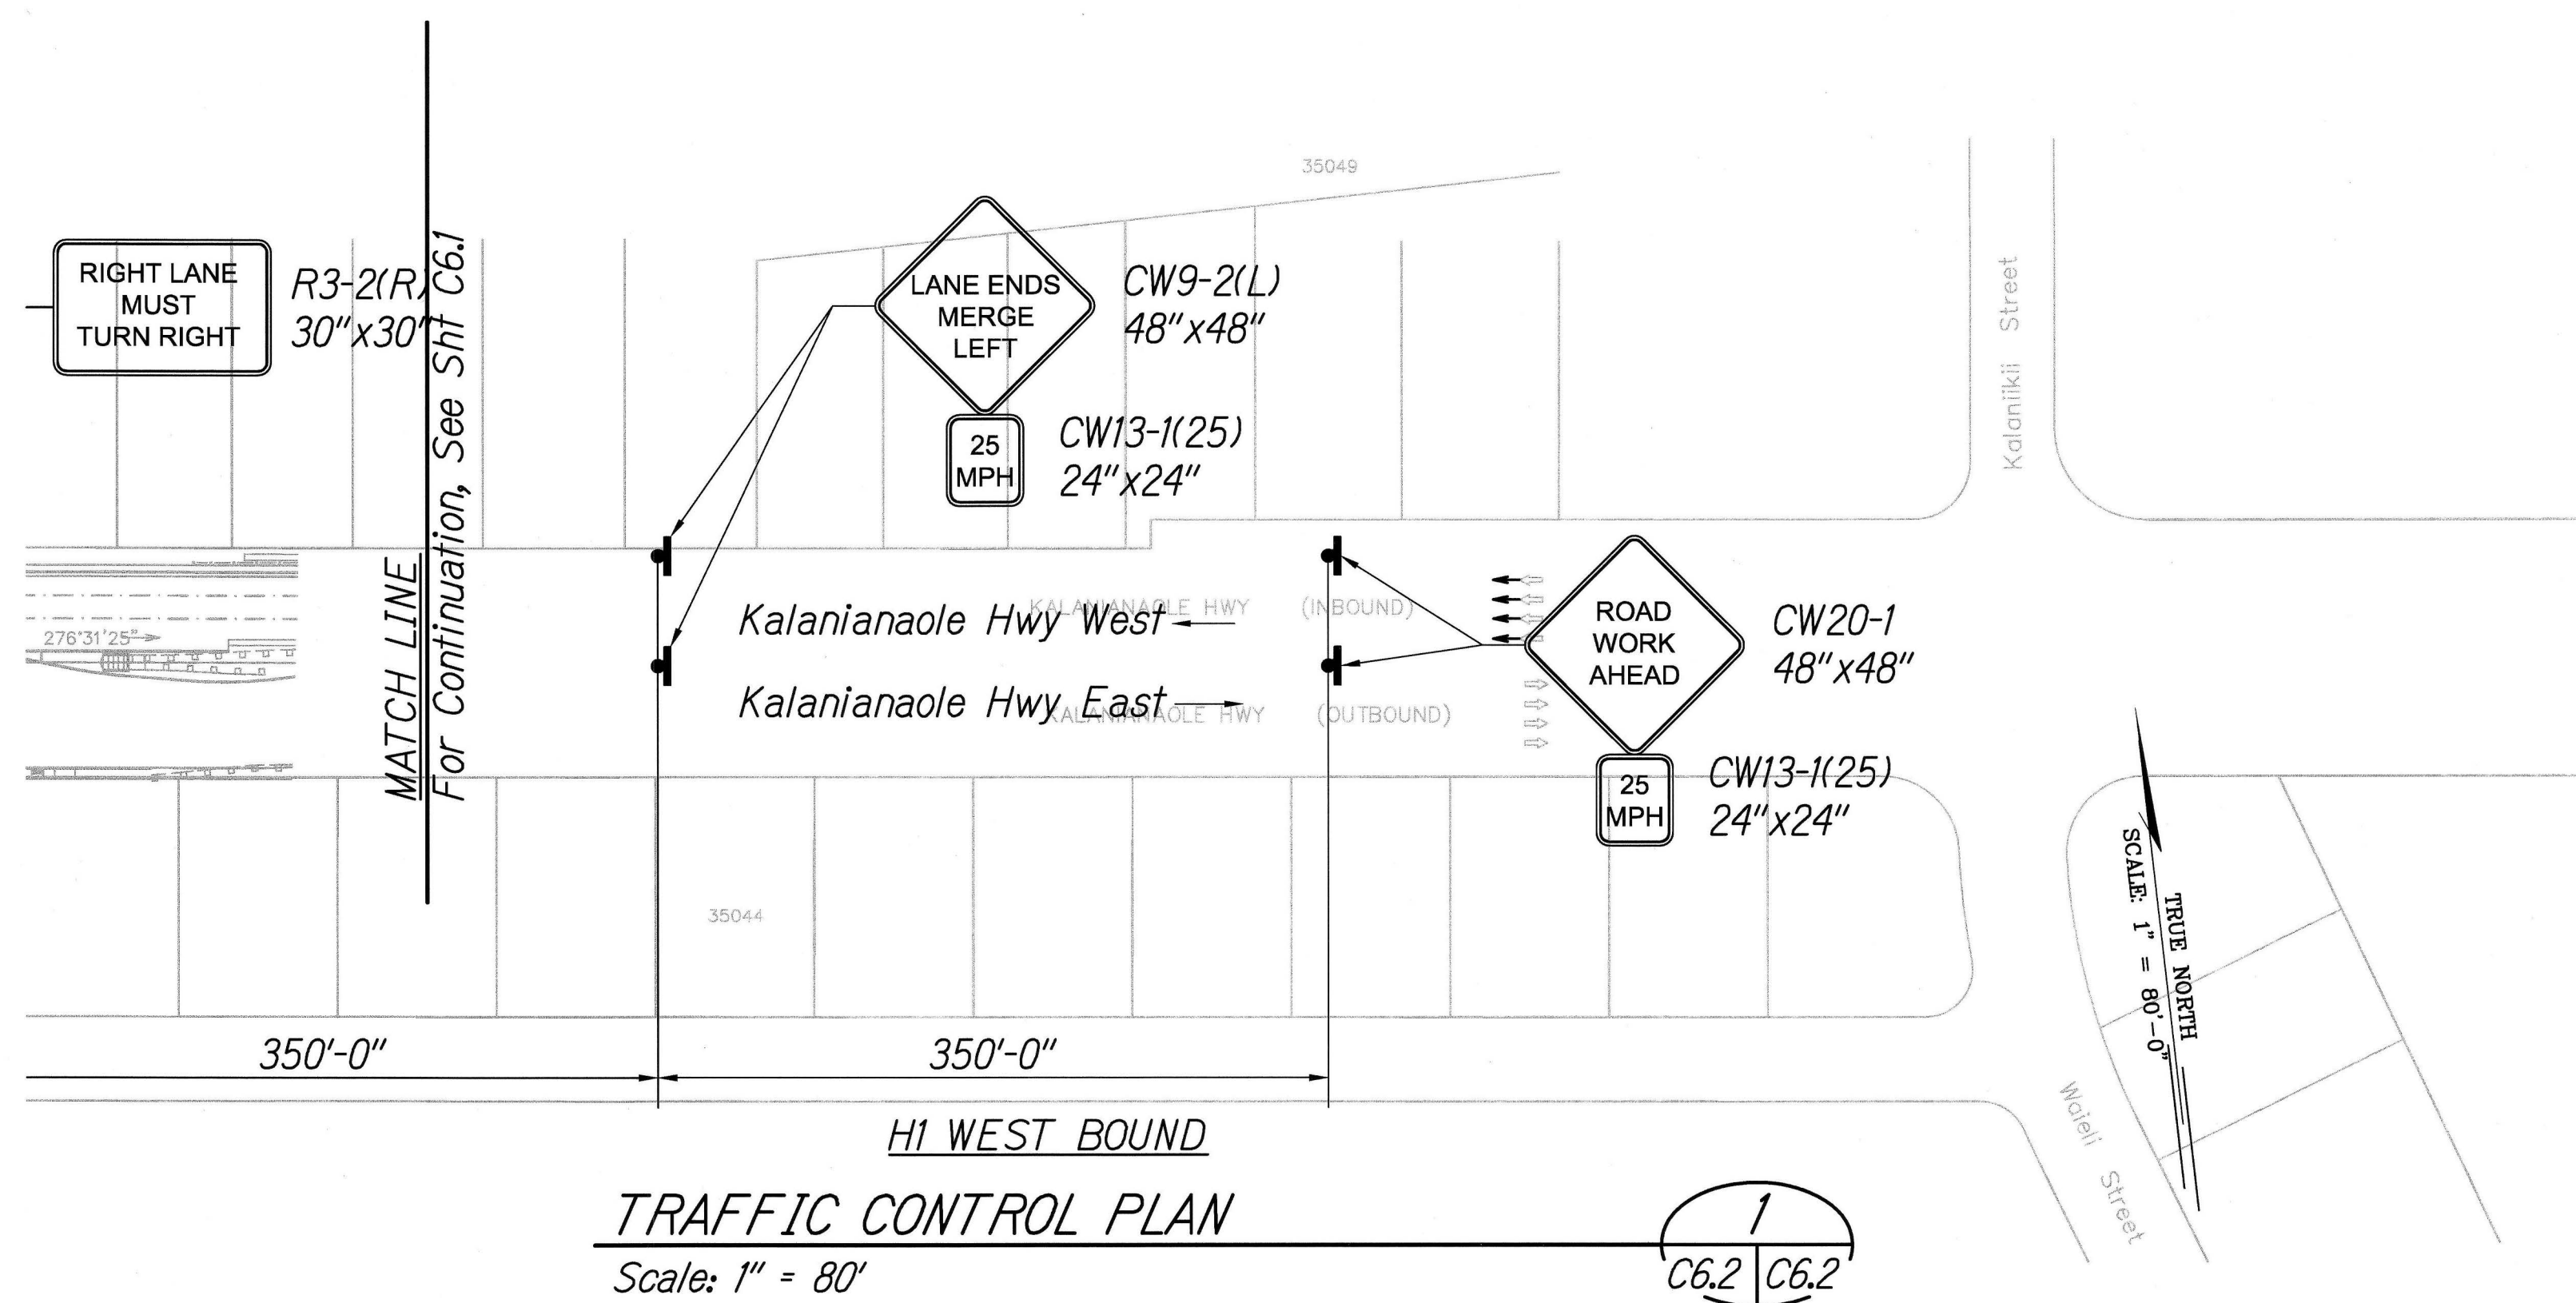 35049
RIGHT LANE
MUST
TURN RIGHT
R3-2(R)
30"x30"
MATCH LINE
For Continuation, See Sht C6.1
LANE ENDS
MERGE
LEFT
CW9-2(L)
48"x48"
25
MPH
CW13-1(25)
24"x24"
Kalaniikii Street
276°31'25"
Kalanianaole Hwy West
KALANIANAOLE HWY (INBOUND)
Kalanianaole Hwy East
KALANIANAOLE HWY (OUTBOUND)
ROAD
WORK
AHEAD
CW20-1
48"x48"
25
MPH
CW13-1(25)
24"x24"
TRUE NORTH
SCALE: 1" = 80'-0"
35044
350'-0"
350'-0"
Waieli Street
H1 WEST BOUND
TRAFFIC CONTROL PLAN
Scale: 1" = 80'
1
C6.2
C6.2